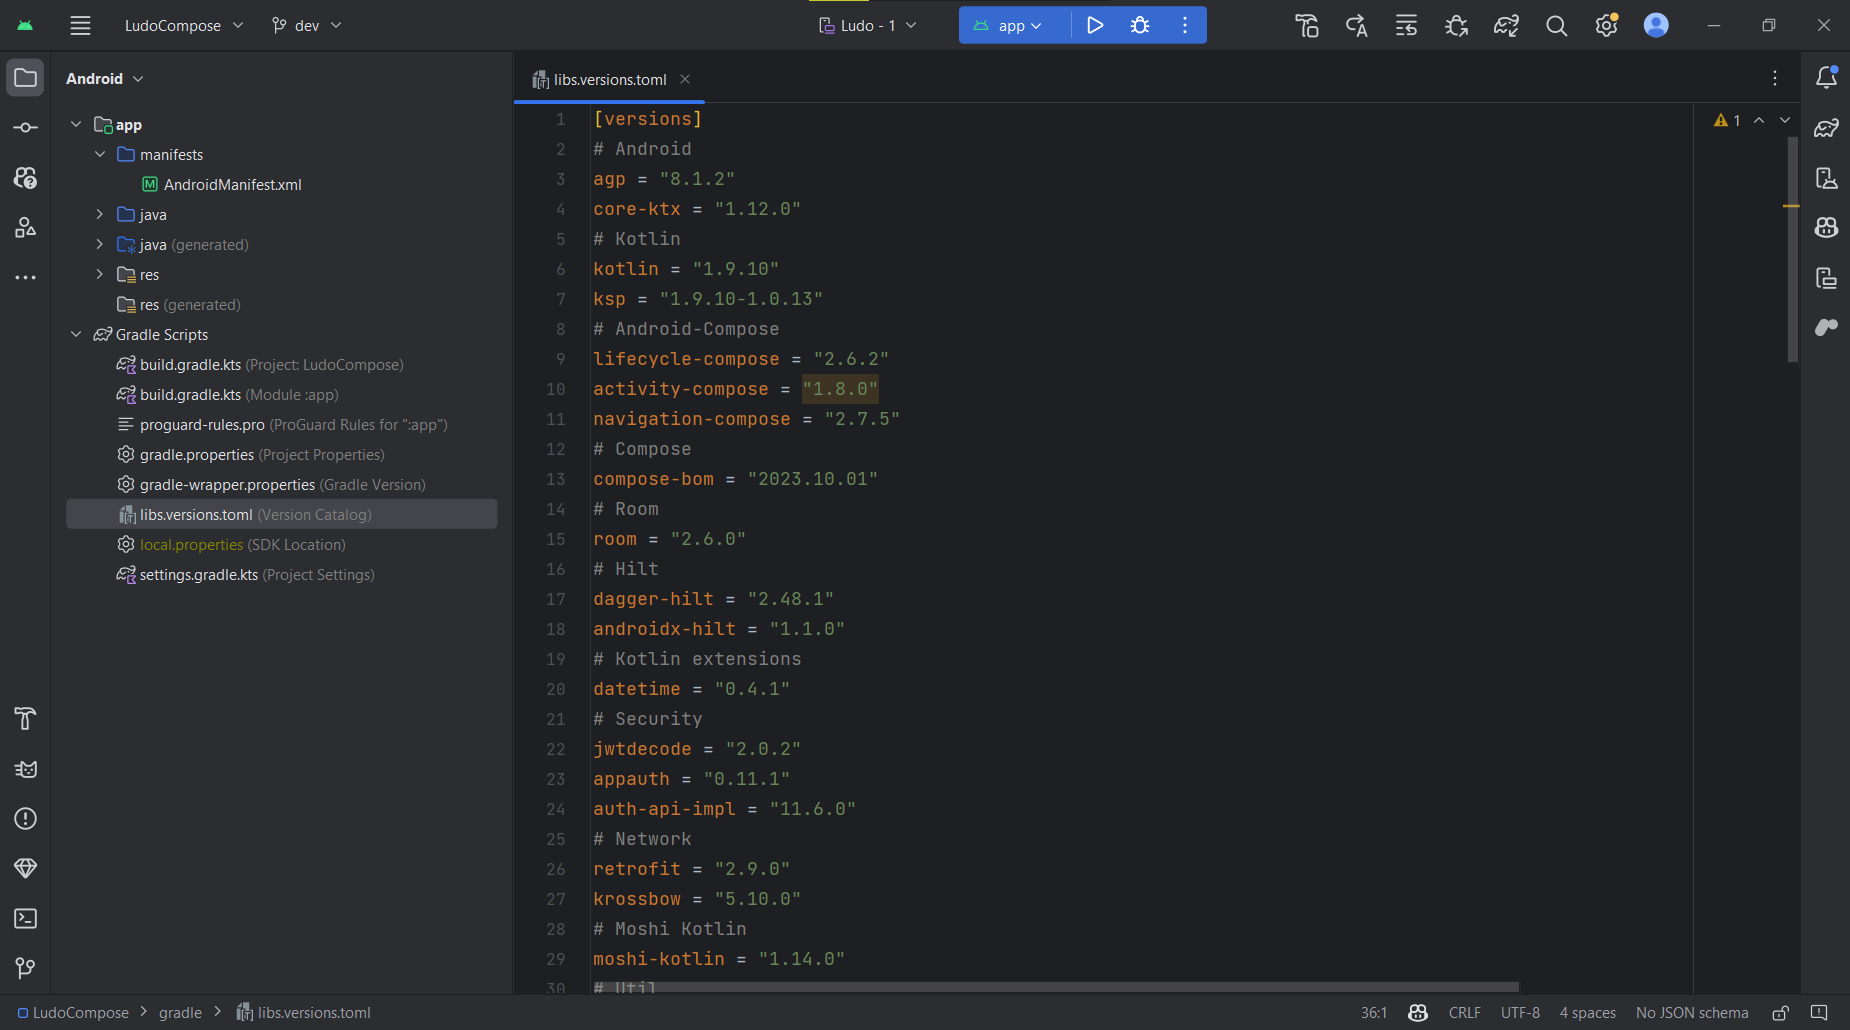 LudoCompose dev Ludo - 1 app
Android
app
manifests
AndroidManifest.xml
java
java (generated)
res
res (generated)
Gradle Scripts
build.gradle.kts (Project: LudoCompose)
build.gradle.kts (Module :app)
proguard-rules.pro (ProGuard Rules for ":app")
gradle.properties (Project Properties)
gradle-wrapper.properties (Gradle Version)
libs.versions.toml (Version Catalog)
local.properties (SDK Location)
settings.gradle.kts (Project Settings)
libs.versions.toml
1
1 [versions]
2 # Android
3 agp = "8.1.2"
4 core-ktx = "1.12.0"
5 # Kotlin
6 kotlin = "1.9.10"
7 ksp = "1.9.10-1.0.13"
8 # Android-Compose
9 lifecycle-compose = "2.6.2"
10 activity-compose = "1.8.0"
11 navigation-compose = "2.7.5"
12 # Compose
13 compose-bom = "2023.10.01"
14 # Room
15 room = "2.6.0"
16 # Hilt
17 dagger-hilt = "2.48.1"
18 androidx-hilt = "1.1.0"
19 # Kotlin extensions
20 datetime = "0.4.1"
21 # Security
22 jwtdecode = "2.0.2"
23 appauth = "0.11.1"
24 auth-api-impl = "11.6.0"
25 # Network
26 retrofit = "2.9.0"
27 krossbow = "5.10.0"
28 # Moshi Kotlin
29 moshi-kotlin = "1.14.0"
30 # Util
LudoCompose gradle libs.versions.toml
36:1 CRLF UTF-8 4 spaces No JSON schema